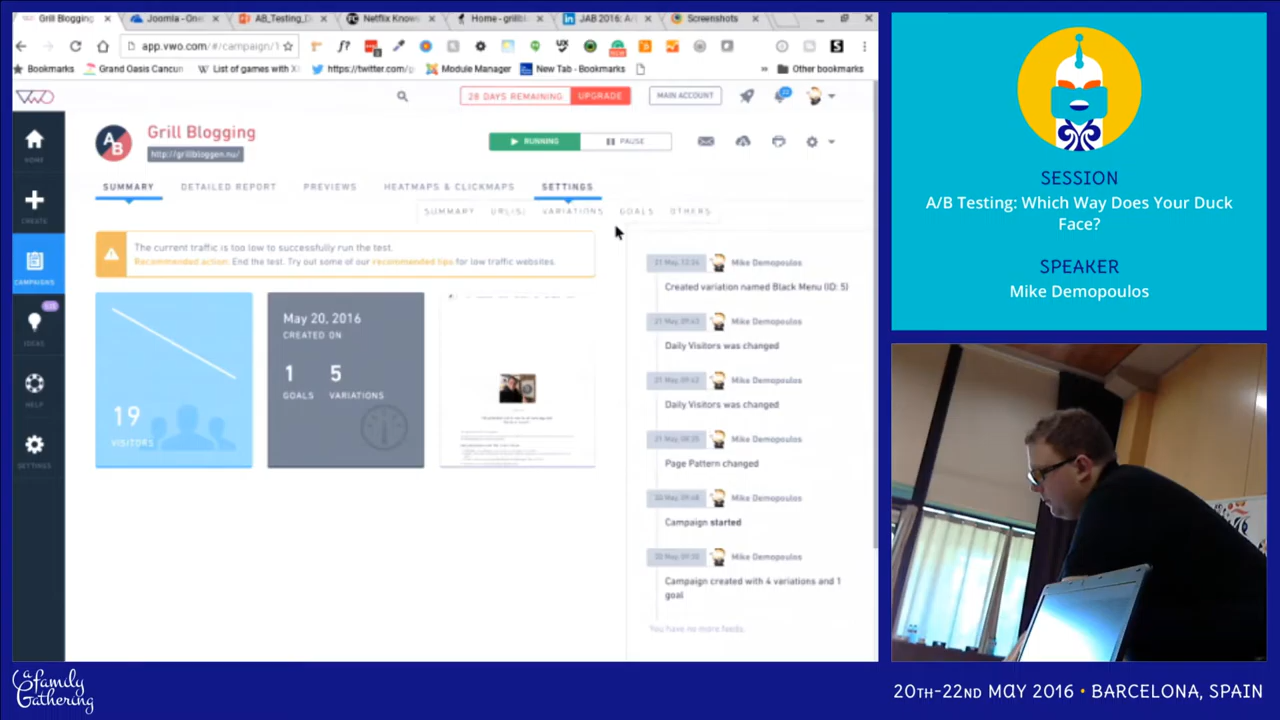 Grill Blogging
Joomla - One
AB_Testing_D
Netflix Known
Home - grillb
JAB 2016: A/
Screenshots
app.vwo.com/#/campaign/1
Bookmarks
Grand Oasis Cancun
List of games with X
https://twitter.com/
Module Manager
New Tab - Bookmarks
Other bookmarks
VWO
28 DAYS REMAINING
UPGRADE
MAIN ACCOUNT
HOME
CREATE
CAMPAIGNS
IDEAS
HELP
SETTINGS
AB
Grill Blogging
http://grillbloggen.nu/
RUNNING
PAUSE
SUMMARY
DETAILED REPORT
PREVIEWS
HEATMAPS & CLICKMAPS
SETTINGS
SUMMARY
URL(S)
VARIATIONS
GOALS
OTHERS
The current traffic is too low to successfully run the test.
Recommended action: End the test. Try out some of our recommended tips for low traffic websites.
19
VISITORS
May 20, 2016
CREATED ON
1
GOALS
5
VARIATIONS
Mike Demopoulos
Created variation named Black Menu (ID: 5)
Mike Demopoulos
Daily Visitors was changed
Mike Demopoulos
Daily Visitors was changed
Mike Demopoulos
Page Pattern changed
Mike Demopoulos
Campaign started
Mike Demopoulos
Campaign created with 4 variations and 1
goal
You have no more feeds.
SESSION
A/B Testing: Which Way Does Your Duck
Face?
SPEAKER
Mike Demopoulos
a family
Gathering
20TH-22ND MAY 2016 • BARCELONA, SPAIN